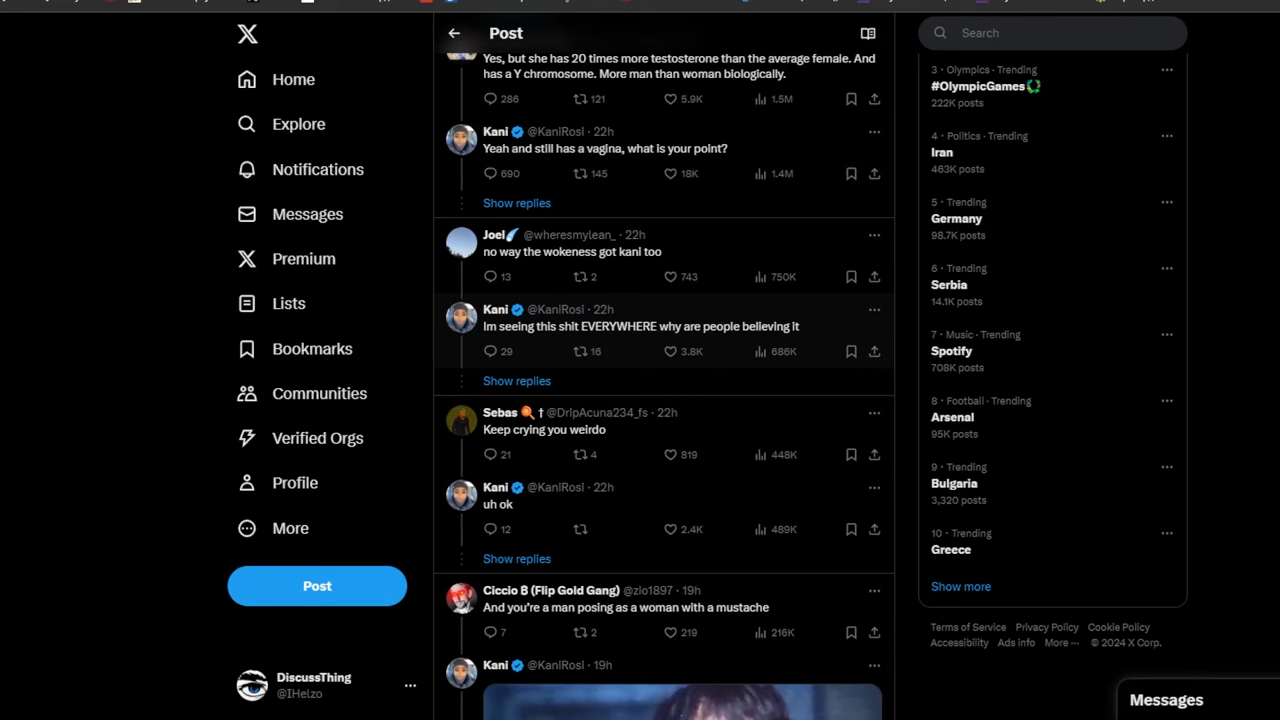 Home
Explore
Notifications
Messages
Premium
Lists
Bookmarks
Communities
Verified Orgs
Profile
More
Post
DiscussThing
@IHelzo
Post
Yes, but she has 20 times more testosterone than the average female. And
has a Y chromosome. More man than woman biologically.
286 121 5.9K 1.5M
Kani @KaniRosi · 22h
Yeah and still has a vagina, what is your point?
690 145 18K 1.4M
Show replies
Joel @wheresmylean_ · 22h
no way the wokeness got kani too
13 2 743 750K
Kani @KaniRosi · 22h
Im seeing this shit EVERYWHERE why are people believing it
29 16 3.8K 686K
Show replies
Sebas † @DripAcuna234_fs · 22h
Keep crying you weirdo
21 4 819 448K
Kani @KaniRosi · 22h
uh ok
12 2.4K 489K
Show replies
Ciccio B (Flip Gold Gang) @zlo1897 · 19h
And you're a man posing as a woman with a mustache
7 2 219 216K
Kani @KaniRosi · 19h
Search
3 · Olympics · Trending
#OlympicGames
222K posts
4 · Politics · Trending
Iran
463K posts
5 · Trending
Germany
98.7K posts
6 · Trending
Serbia
14.1K posts
7 · Music · Trending
Spotify
708K posts
8 · Football · Trending
Arsenal
95K posts
9 · Trending
Bulgaria
3,320 posts
10 · Trending
Greece
Show more
Terms of Service Privacy Policy Cookie Policy
Accessibility Ads info More ··· © 2024 X Corp.
Messages